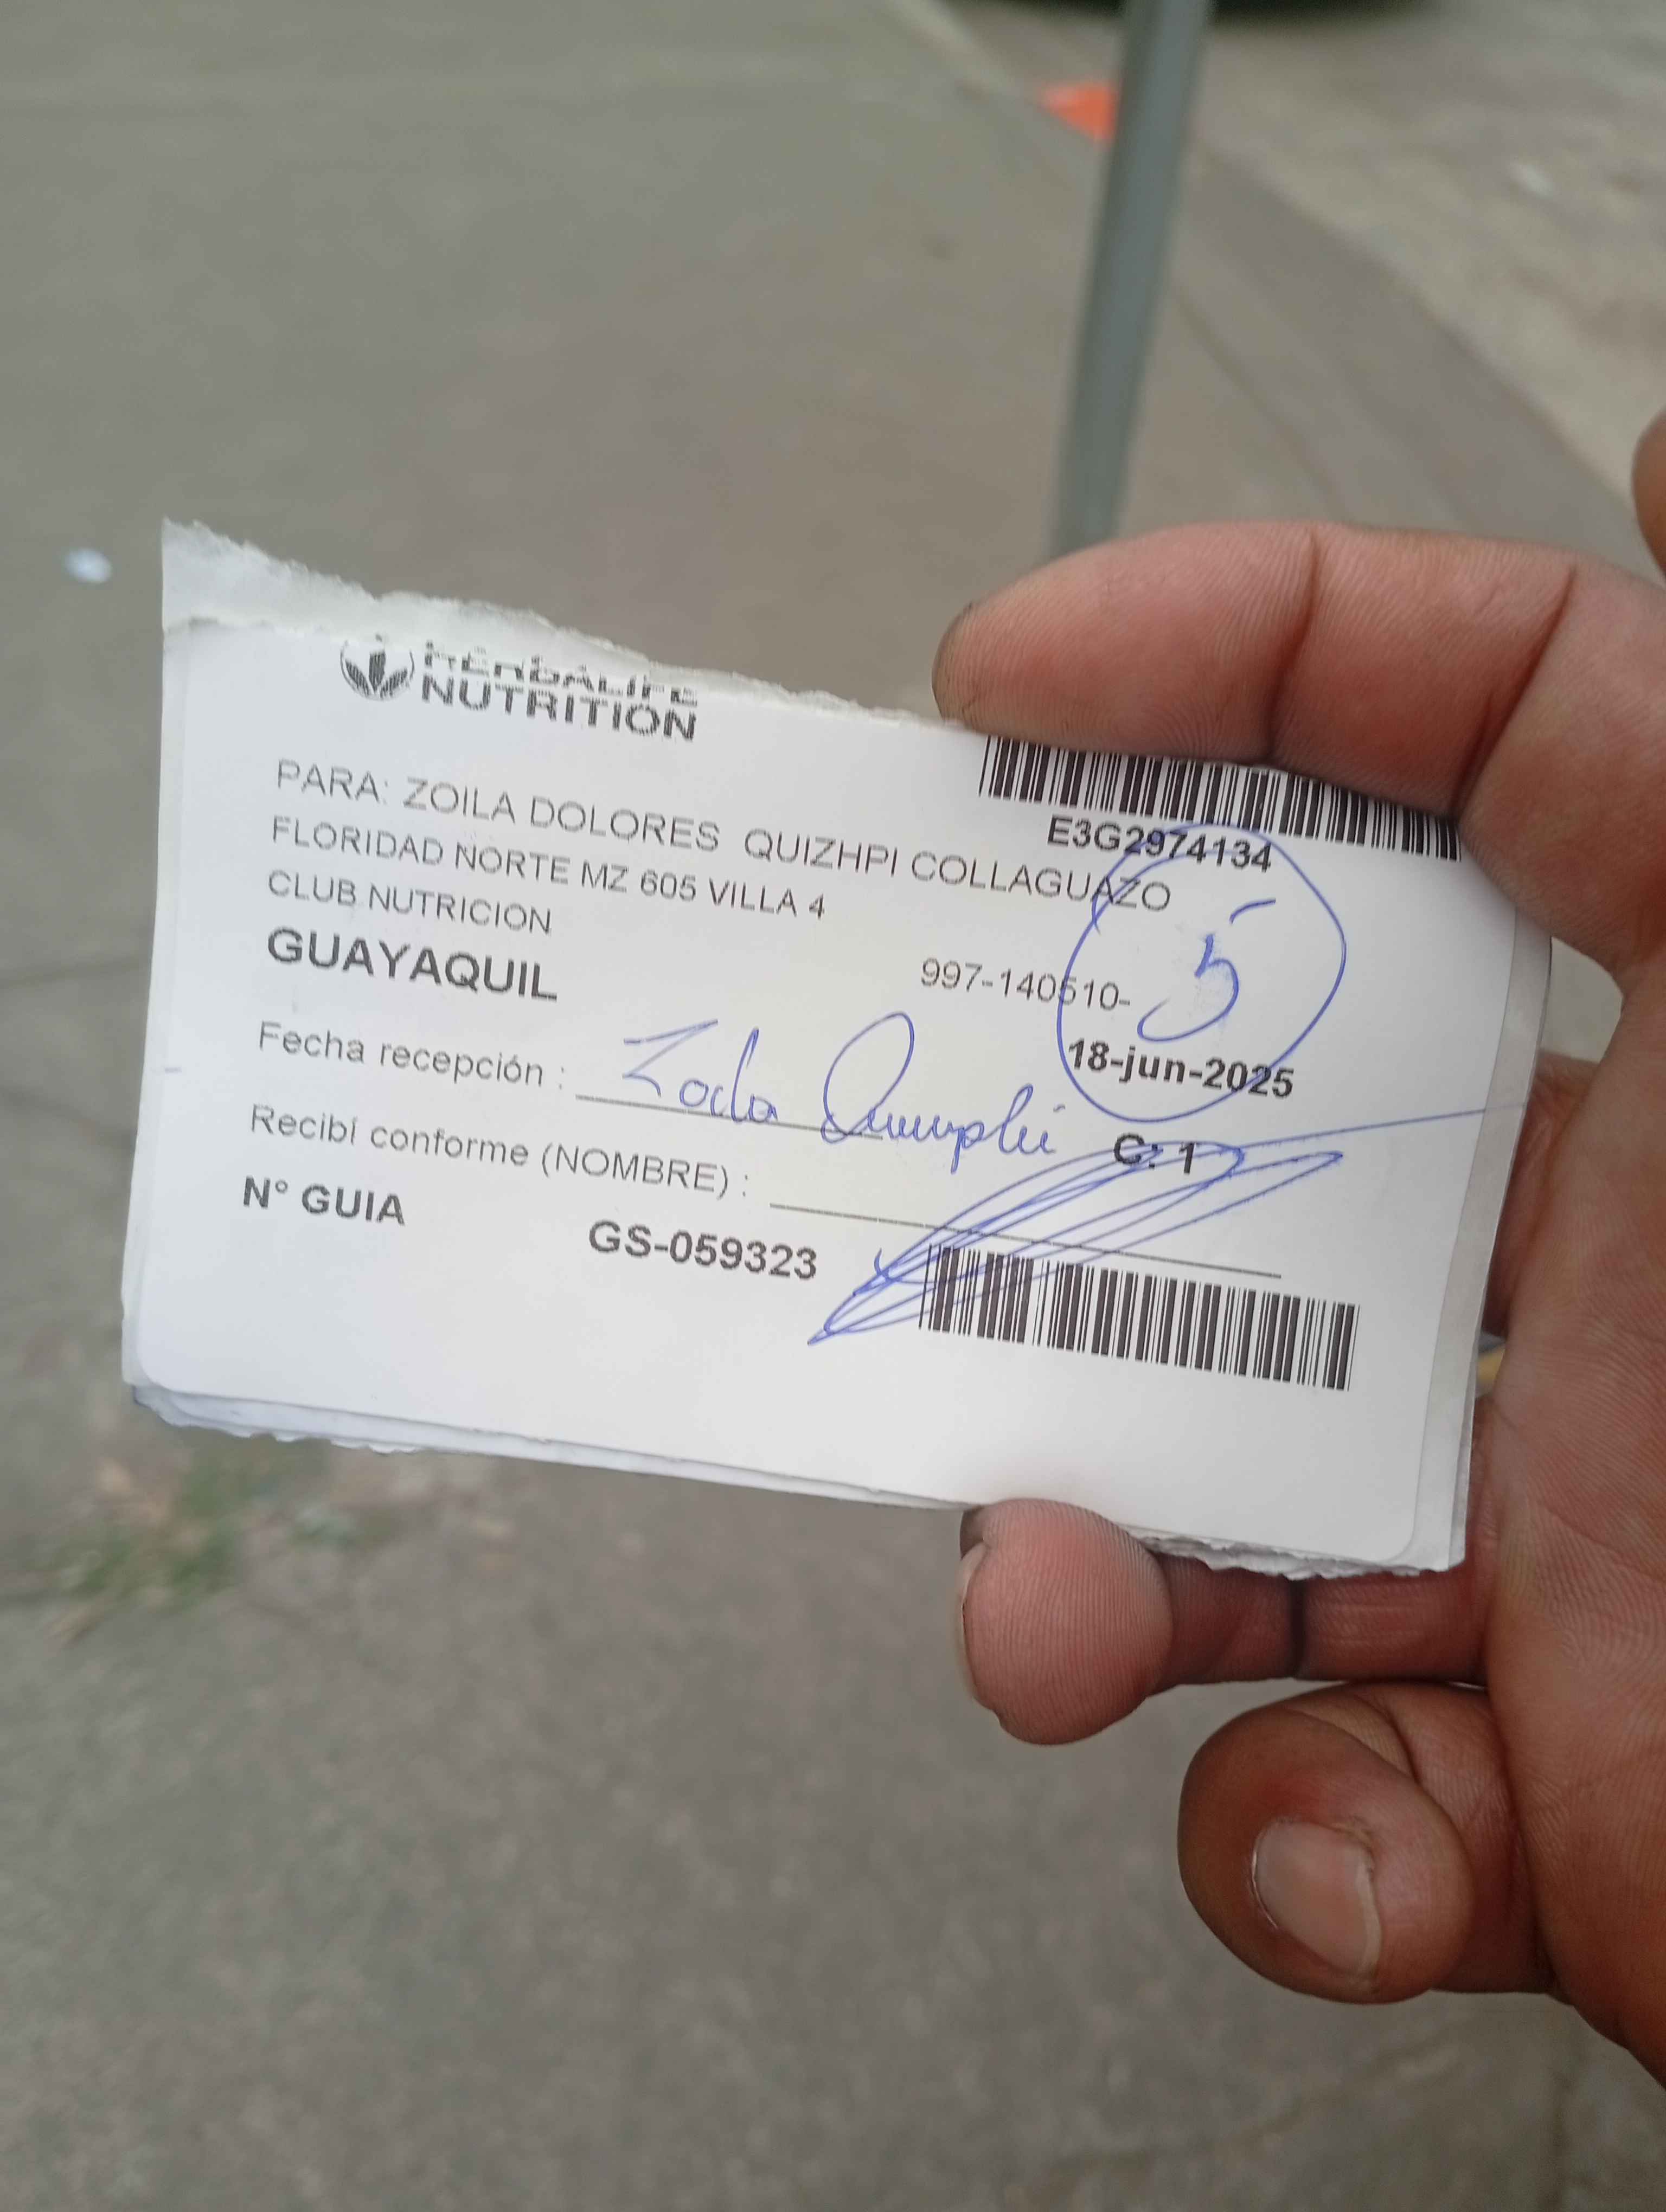 HERBALIFE
NUTRITION
E3G2974134
PARA: ZOILA DOLORES QUIZHPI COLLAGUAZO
FLORIDAD NORTE MZ 605 VILLA 4
CLUB NUTRICION
GUAYAQUIL
997-140510-
5
18-jun-2025
Fecha recepción : Zoila
C: 1
Recibí conforme (NOMBRE) :
N° GUIA GS-059323